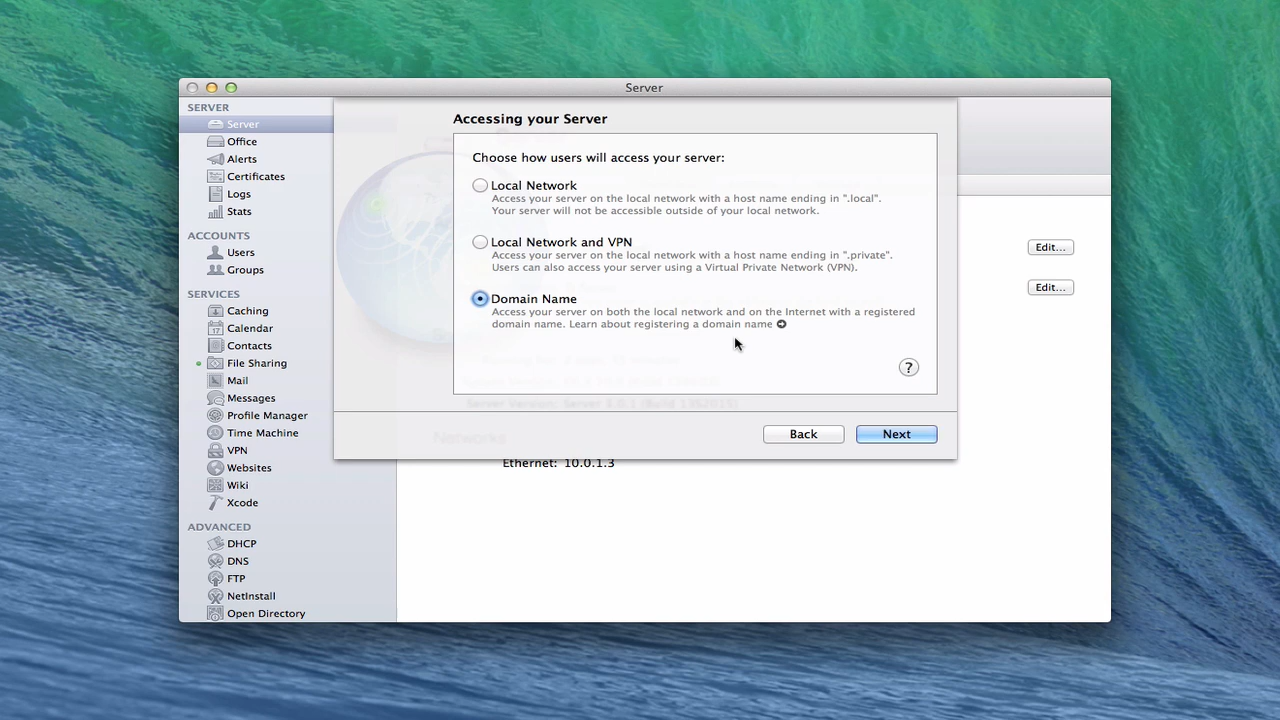 Server
SERVER
Server
Office
Alerts
Certificates
Logs
Stats
ACCOUNTS
Users
Groups
SERVICES
Caching
17
Calendar
Contacts
File Sharing
Mail
Messages
Profile Manager
Time Machine
VPN
Websites
Wiki
Xcode
ADVANCED
DHCP
DNS
FTP
NetInstall
Open Directory
Accessing your Server
Choose how users will access your server:
Local Network
Access your server on the local network with a host name ending in ".local".
Your server will not be accessible outside of your local network.
Local Network and VPN
Access your server on the local network with a host name ending in ".private".
Users can also access your server using a Virtual Private Network (VPN).
Domain Name
Access your server on both the local network and on the Internet with a registered
domain name. Learn about registering a domain name
?
Back
Next
Edit...
Edit...
Networks
Ethernet: 10.0.1.3